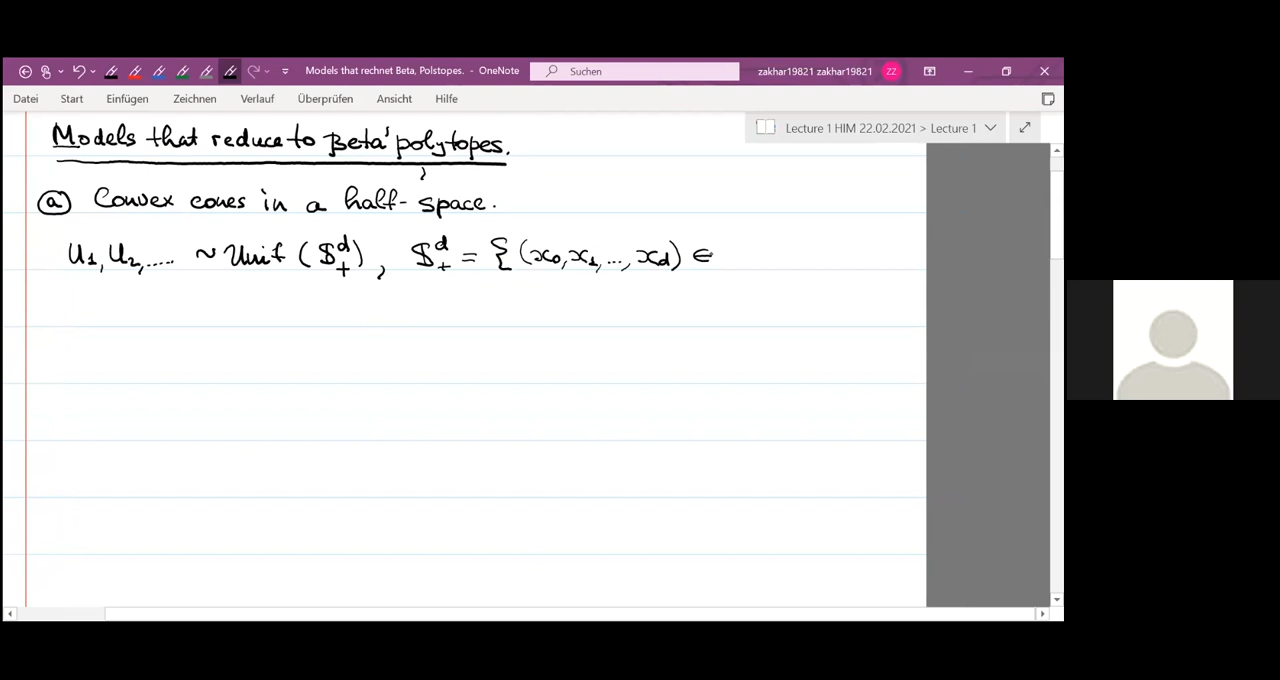 Models that rechnet Beta, Polstopes. - OneNote
Suchen
zakhar19821 zakhar19821 ZZ
Datei Start Einfügen Zeichnen Verlauf Überprüfen Ansicht Hilfe
Lecture 1 HIM 22.02.2021 > Lecture 1
Models that reduce to Beta' polytopes.
(a) Convex cones in a half-space.
U₁, U₂, ..... ~ Unif ( 𝕊₊ᵈ ) , 𝕊₊ᵈ = { (x₀, x₁, ..., x_d) ∈